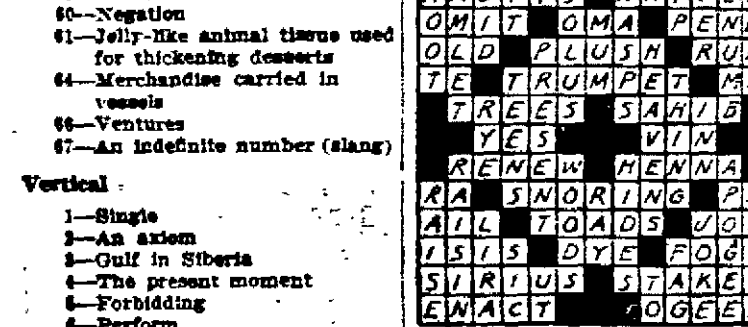 60—Negation
61—Jelly-like animal tissue used
for thickening desserts
64—Merchandise carried in
vessels
66—Ventures
67—An indefinite number (slang)
Vertical
1—Single
2—An axiom
3—Gulf in Siberia
4—The present moment
5—Forbidding
6—Perform
OMIT OMA PEN
OLD PLUSH RU
TE TRUMPET M
TREES SAHIB
YES VIN
RENEW HENNA
RA SNORING P
AIL TOADS UO
ISIS DYE FOG
SIRIUS STAKE
ENACT OGEE